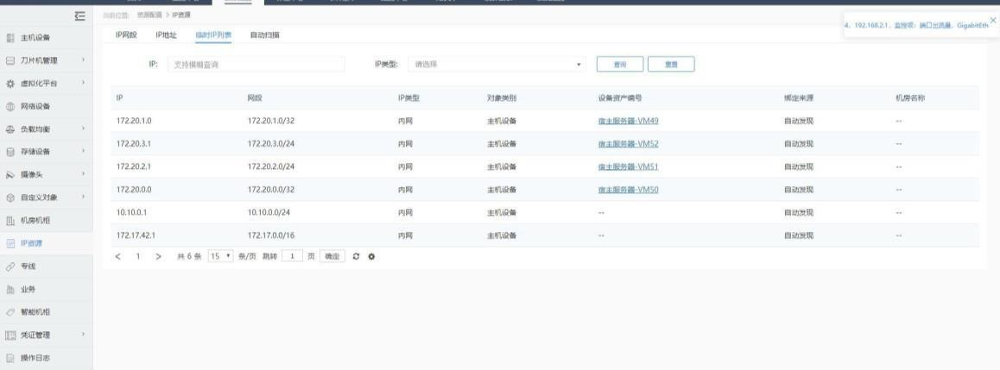 当前位置: 资源配置 > IP资源
4，192.168.2.1，监控项：端口出流量，GigabitEth
主机设备
刀片机管理
虚拟化平台
网络设备
负载均衡
存储设备
摄像头
自定义对象
机房机柜
IP资源
专线
业务
智能机柜
凭证管理
操作日志
IP网段 IP地址 临时IP列表 自动扫描
IP: 支持模糊查询 IP类型: 请选择 查询 重置
IP 网段 IP类型 对象类别 设备资产编号 绑定来源 机房名称
172.20.1.0 172.20.1.0/32 内网 主机设备 宿主服务器-VM49 自动发现 --
172.20.3.1 172.20.3.0/24 内网 主机设备 宿主服务器-VM52 自动发现 --
172.20.2.1 172.20.2.0/24 内网 主机设备 宿主服务器-VM51 自动发现 --
172.20.0.0 172.20.0.0/32 内网 主机设备 宿主服务器-VM50 自动发现 --
10.10.0.1 10.10.0.0/24 内网 主机设备 -- 自动发现 --
172.17.42.1 172.17.0.0/16 内网 主机设备 -- 自动发现 --
< 1 > 共 6 条 15 条/页 跳转 1 页 确定